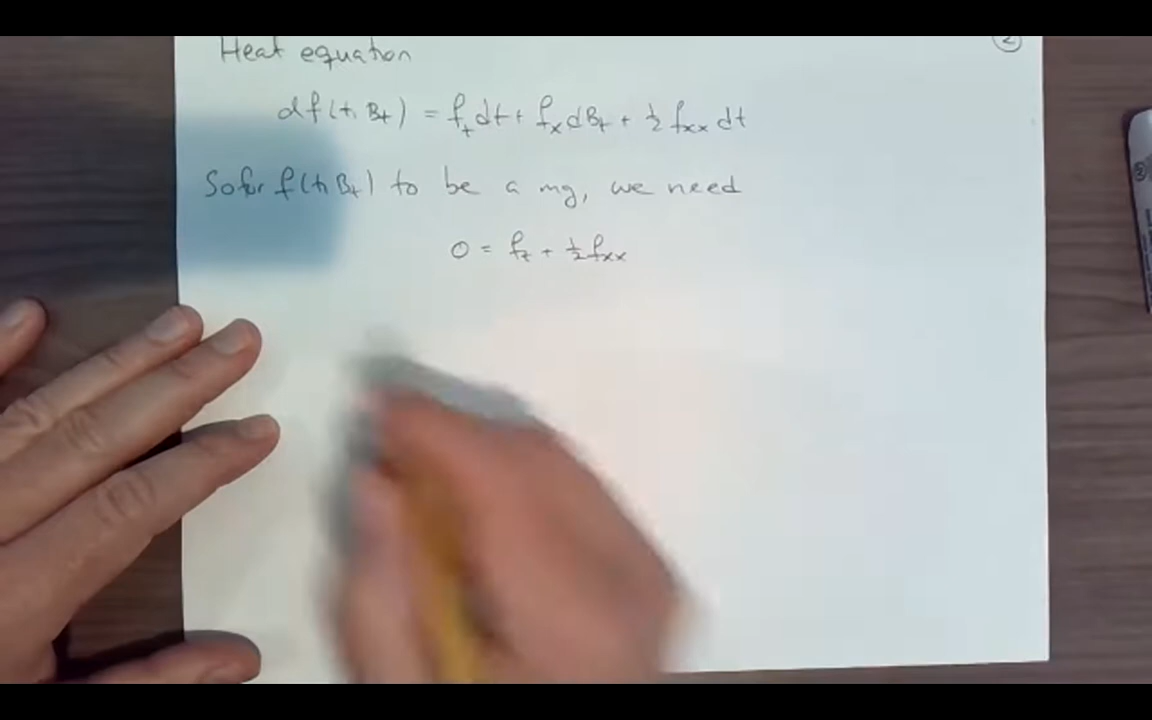 Heat equation
②
df(t, B_t) = f_t dt + f_x dB_t + ½ f_xx dt
So for f(t, B_t) to be a mg, we need
0 = f_t + ½ f_xx